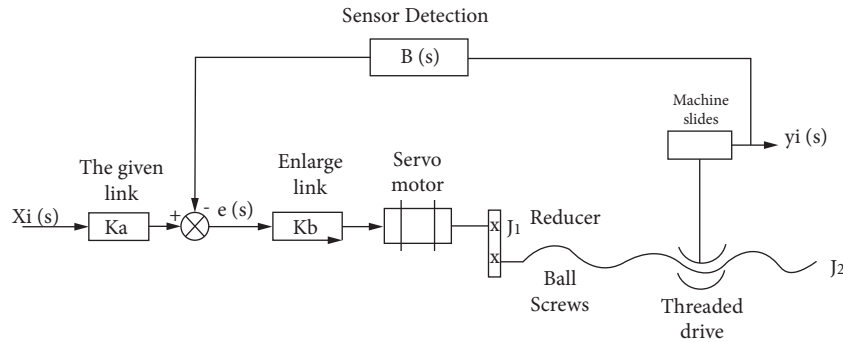 Sensor Detection
B (s)
Machine
slides
yi (s)
The given
link
Enlarge
link
Servo
motor
Xi (s)
Ka
+
-
e (s)
Kb
x
J1
Reducer
x
Ball
Screws
J2
Threaded
drive